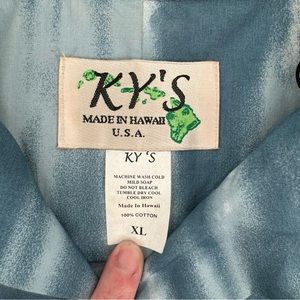 KY'S
MADE IN HAWAII
U.S.A.
KY'S
MACHINE WASH COLD
MILD SOAP
DO NOT BLEACH
TUMBLE DRY COOL
COOL IRON
Made In Hawaii
100% COTTON
XL